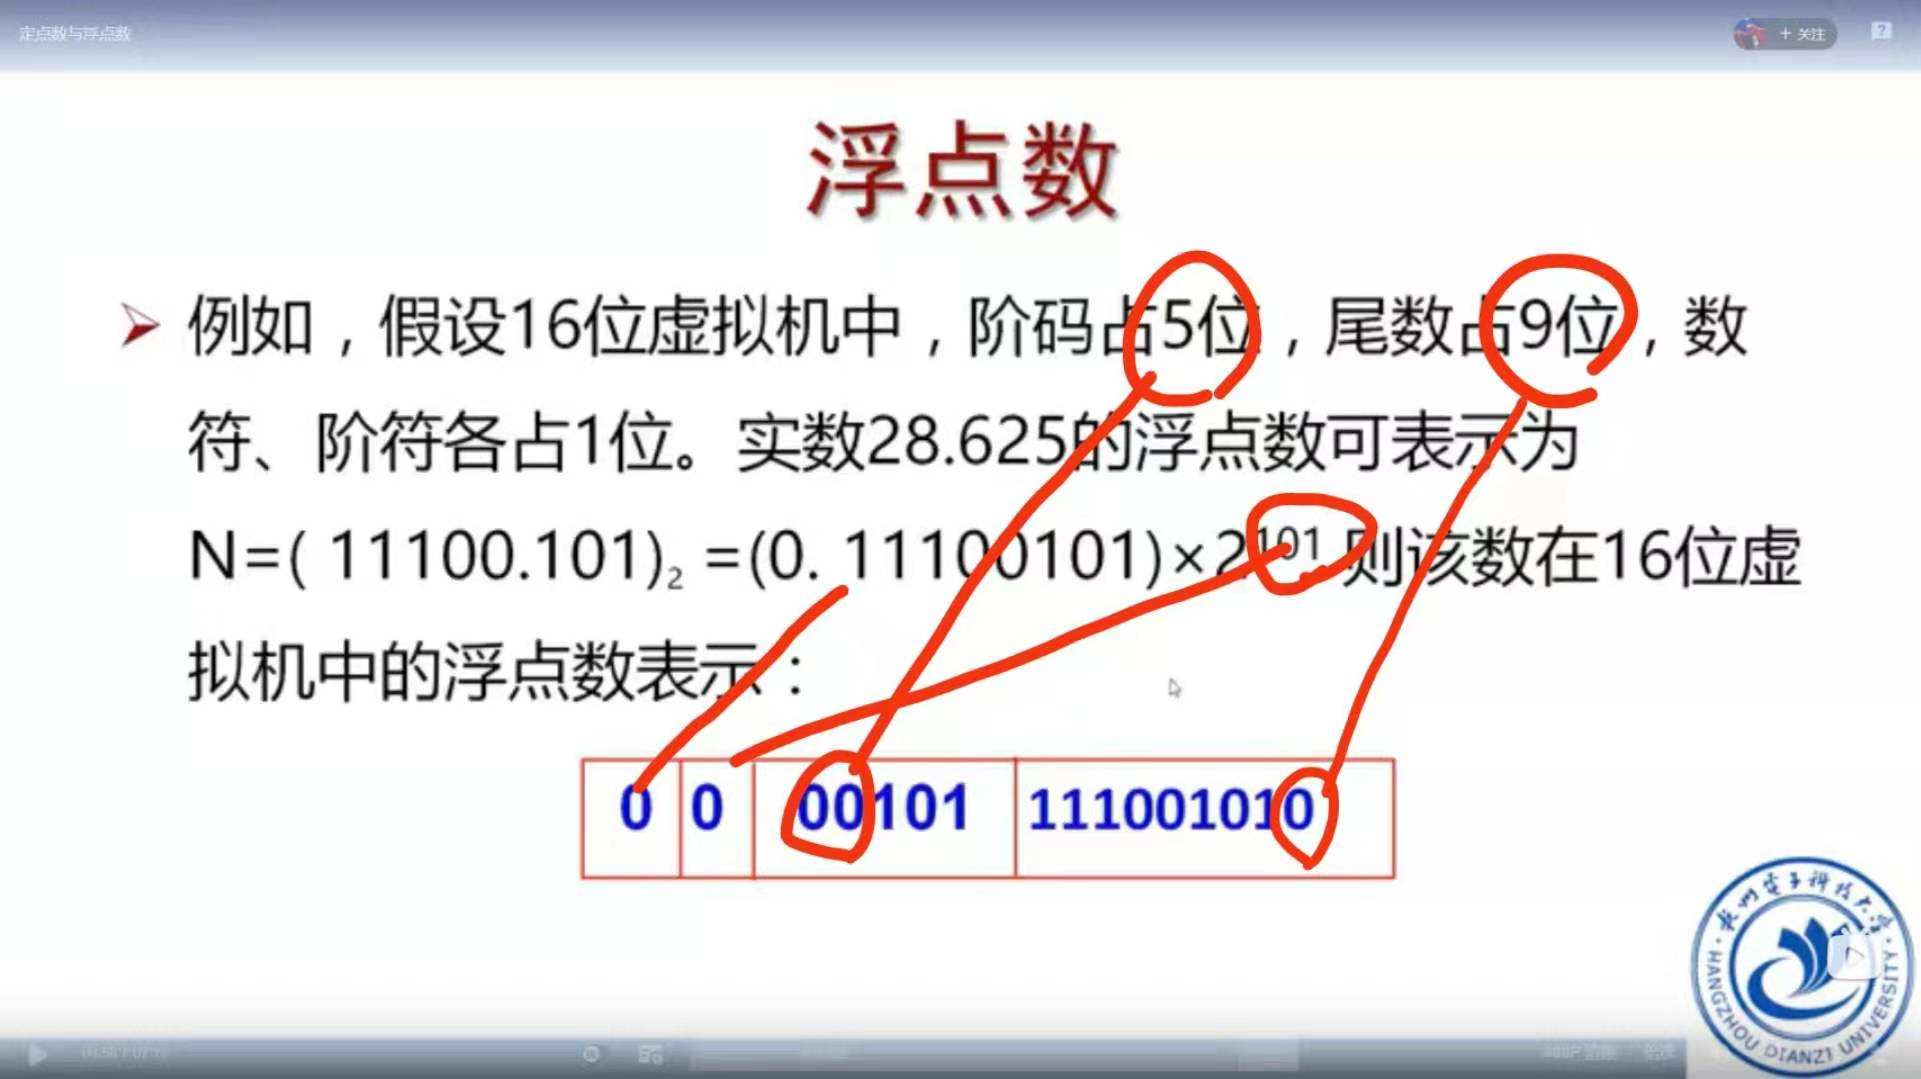 定点数与浮点数
+ 关注
?
浮点数
例如，假设16位虚拟机中，阶码占5位，尾数占9位，数
符、阶符各占1位。实数28.625的浮点数可表示为
N=( 11100.101)₂ =(0. 11100101)×2¹⁰¹,则该数在16位虚
拟机中的浮点数表示：
0 0 00101 111001010
杭州电子科技大学
HANGZHOU DIANZI UNIVERSITY
480P 倍速